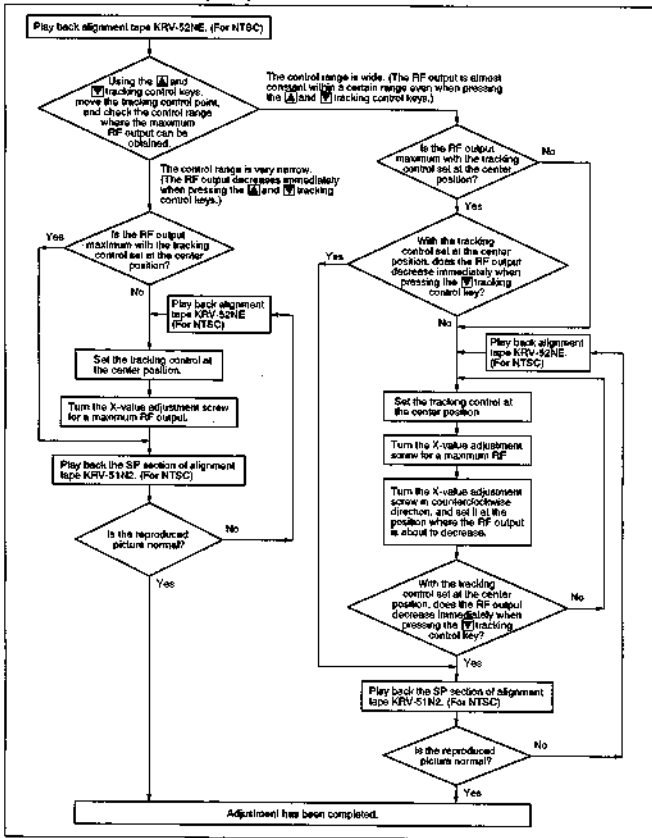 Play back alignment tape KRV-52NE. (For NTSC)
Using the ▲ and
▼ tracking control keys,
move the tracking control point,
and check the control range
where the maximum
RF output can be
obtained.
The control range is wide. (The RF output is almost
constant within a certain range even when pressing
the ▲ and ▼ tracking control keys.)
The control range is very narrow.
(The RF output decreases immediately
when pressing the ▲ and ▼ tracking
control keys.)
Is the RF output
maximum with the tracking
control set at the center
position?
No
Yes
Yes
Is the RF output
maximum with the tracking
control set at the center
position?
No
With the tracking
control set at the center
position, does the RF output
decrease immediately when
pressing the ▼ tracking
control key?
Yes
No
Play back alignment
tape KRV-52NE
(For NTSC)
Set the tracking control at
the center position.
Turn the X-value adjustment screw
for a maximum RF output.
Play back the SP section of alignment
tape KRV-51N2. (For NTSC)
Is the reproduced
picture normal?
No
Yes
Play back alignment
tape KRV-52NE.
(For NTSC)
Set the tracking control at
the center position
Turn the X-value adjustment
screw for a maximum RF
Turn the X-value adjustment
screw in counterclockwise
direction, and set it at the
position where the RF output
is about to decrease.
With the tracking
control set at the center
position, does the RF output
decrease immediately when
pressing the ▼ tracking
control key?
No
Yes
Play back the SP section of alignment
tape KRV-51N2. (For NTSC)
Is the reproduced
picture normal?
No
Yes
Adjustment has been completed.